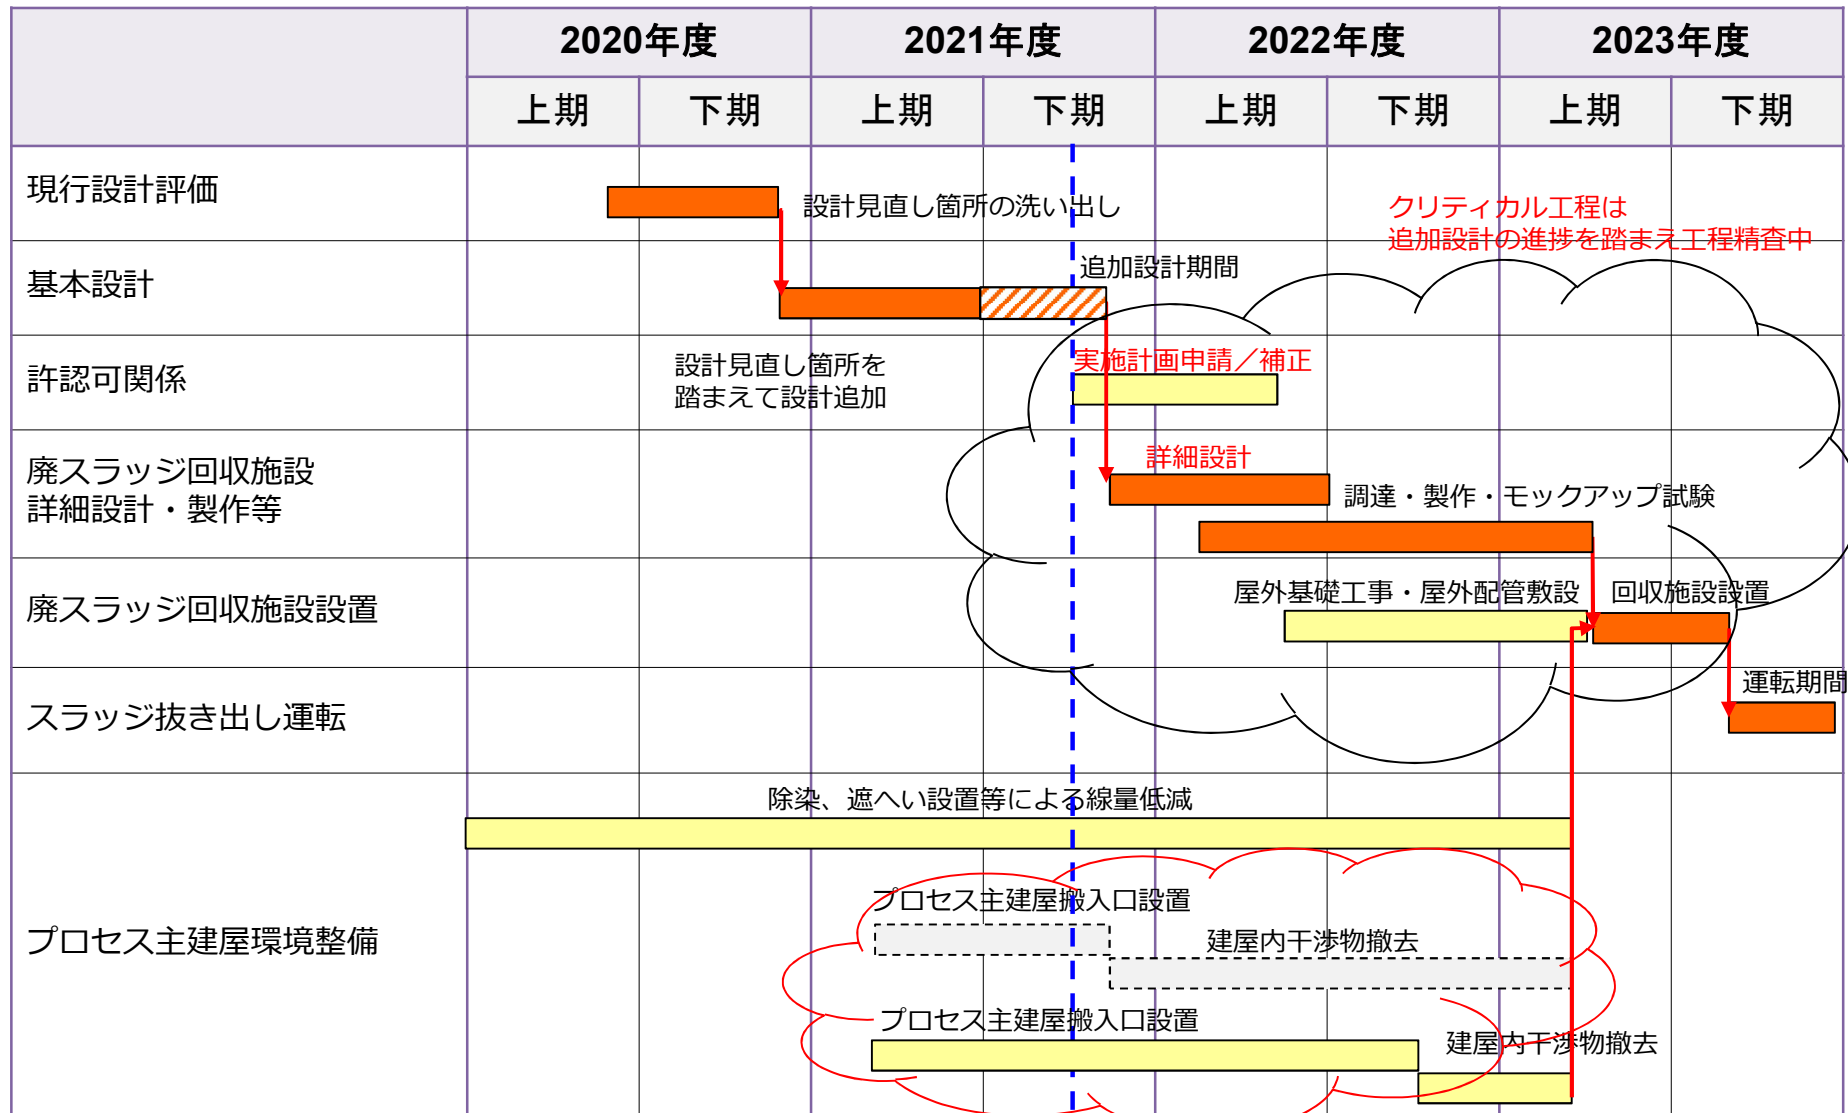 2020年度 2021年度 2022年度 2023年度
上期 下期 上期 下期 上期 下期 上期 下期
現行設計評価
設計見直し箇所の洗い出し
クリティカル工程は
追加設計の進捗を踏まえ工程精査中
基本設計
追加設計期間
許認可関係
設計見直し箇所を
踏まえて設計追加
実施計画申請／補正
廃スラッジ回収施設
詳細設計・製作等
詳細設計
調達・製作・モックアップ試験
廃スラッジ回収施設設置
屋外基礎工事・屋外配管敷設
回収施設設置
スラッジ抜き出し運転
運転期間
プロセス主建屋環境整備
除染、遮へい設置等による線量低減
プロセス主建屋搬入口設置
建屋内干渉物撤去
プロセス主建屋搬入口設置
建屋内干渉物撤去